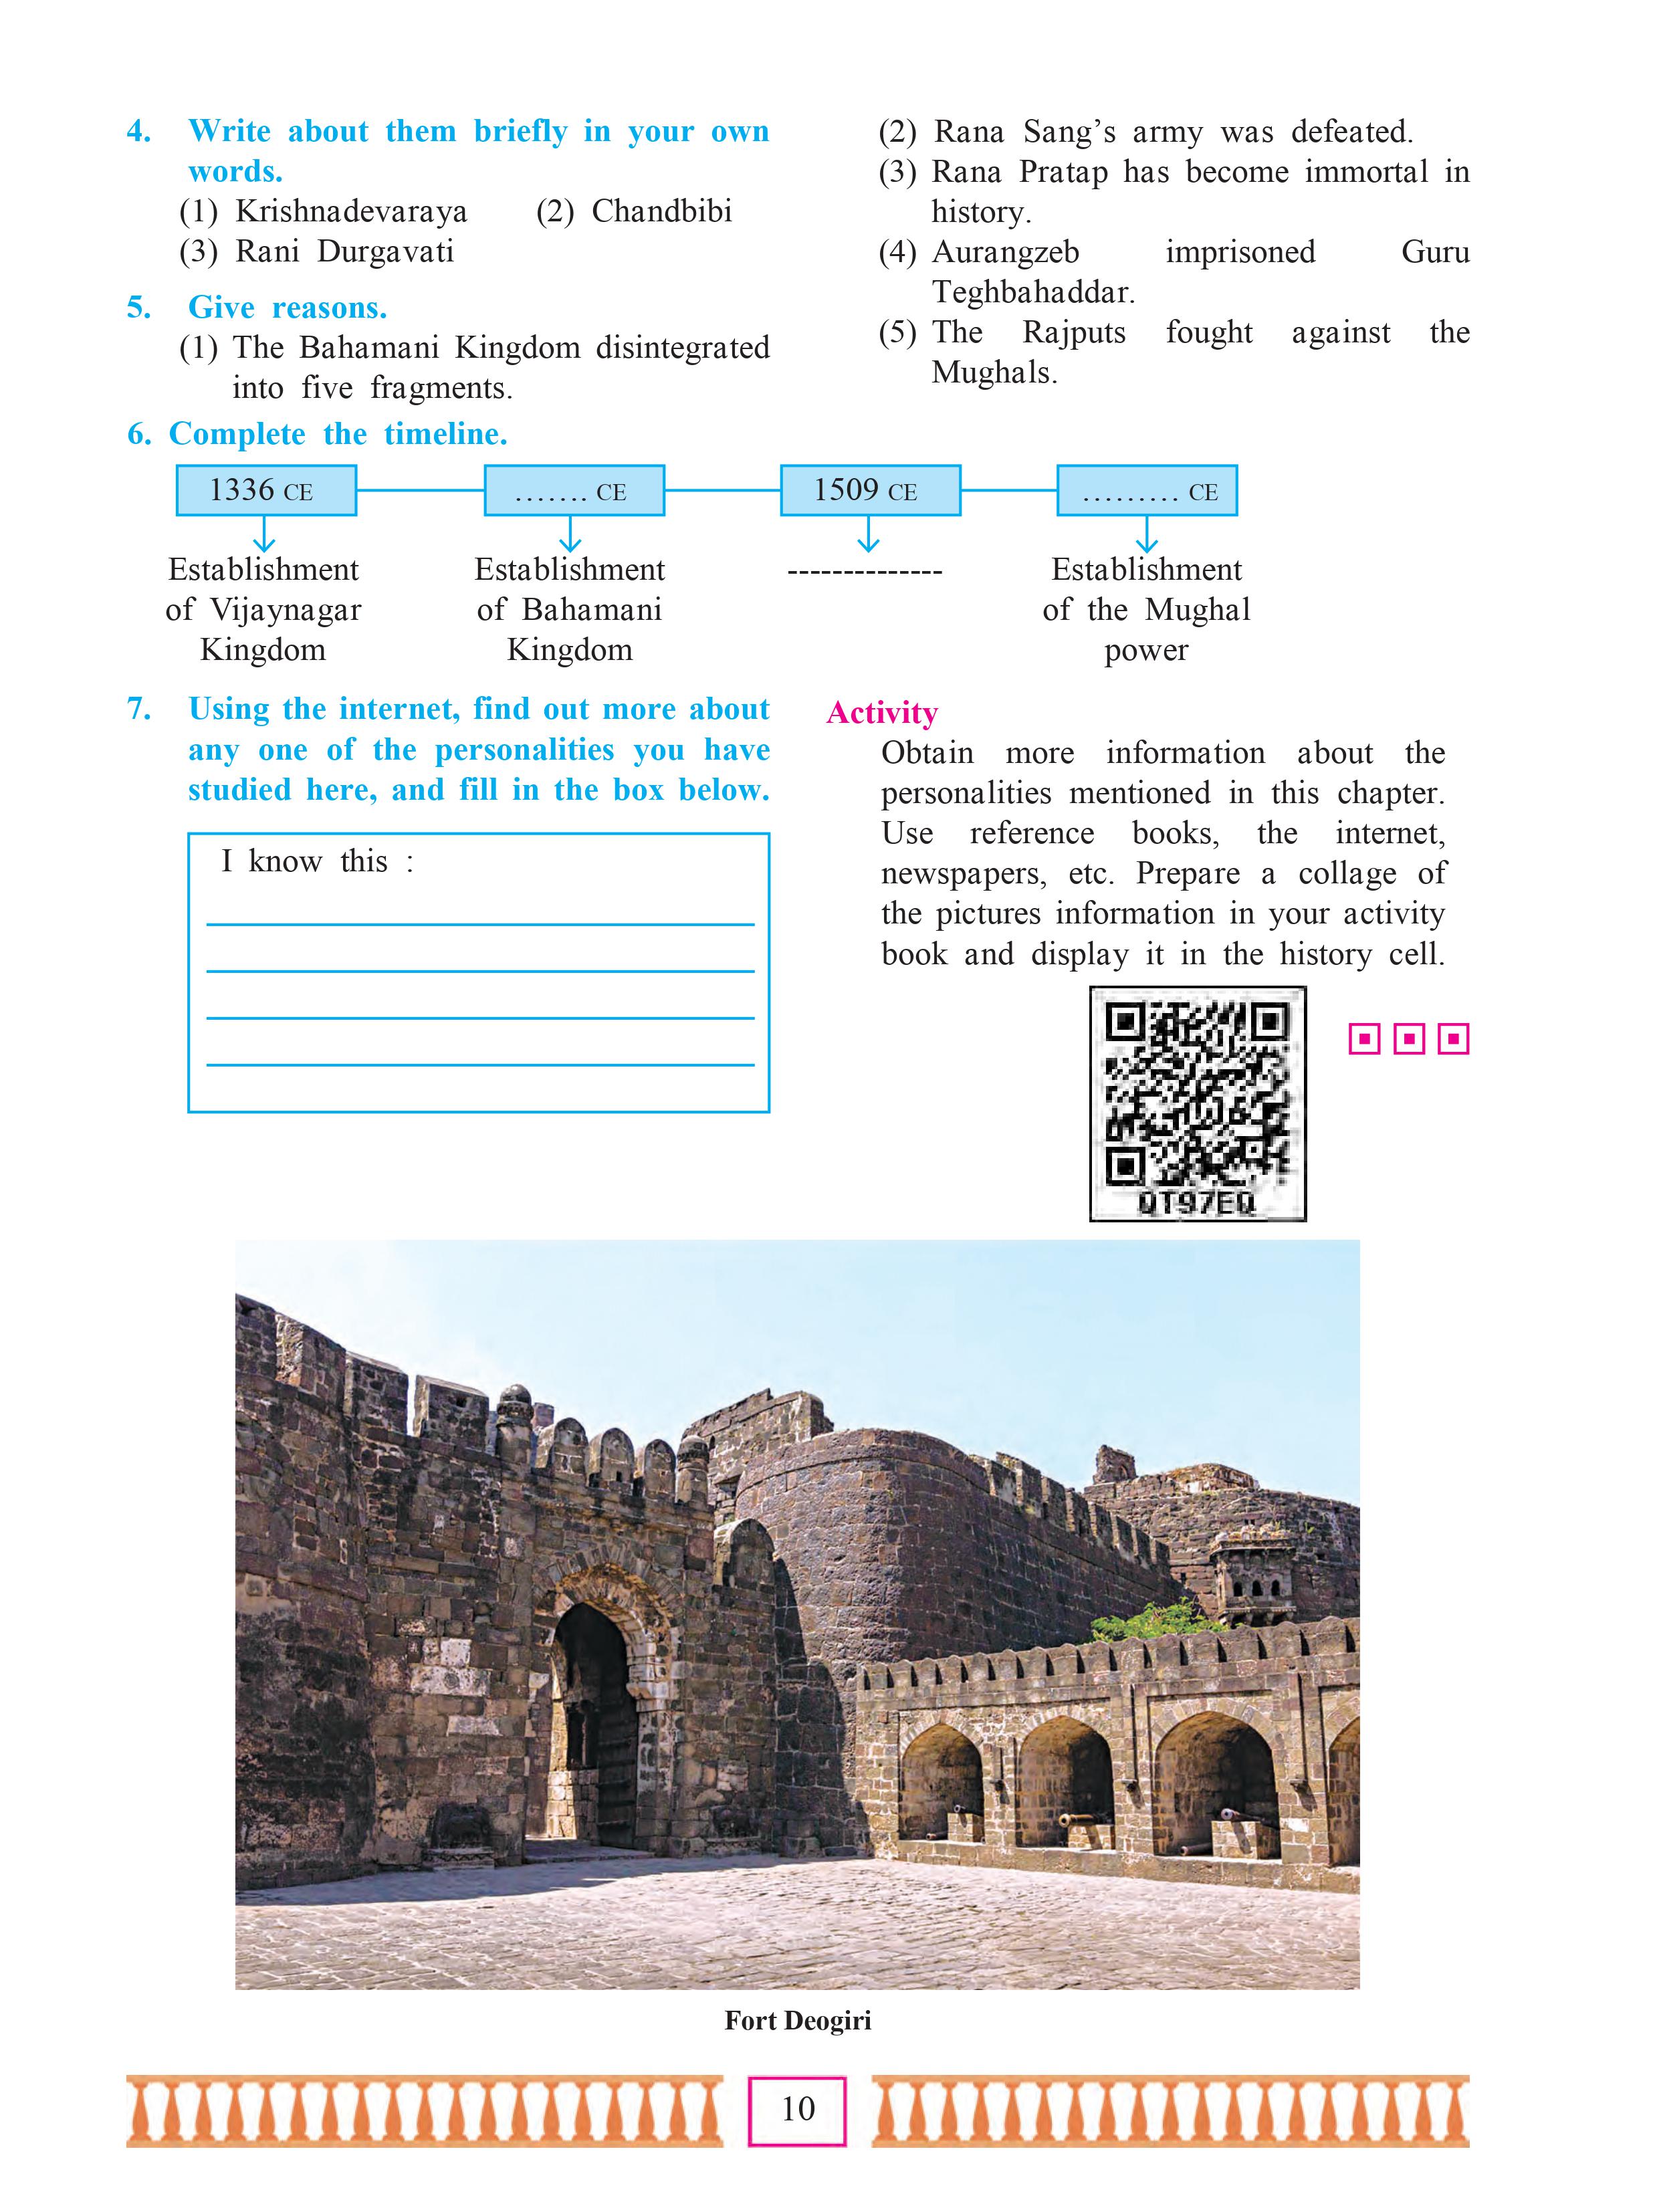 4. Write about them briefly in your own
words.
(1) Krishnadevaraya (2) Chandbibi
(3) Rani Durgavati
5. Give reasons.
(1) The Bahamani Kingdom disintegrated
into five fragments.
(2) Rana Sang’s army was defeated.
(3) Rana Pratap has become immortal in
history.
(4) Aurangzeb imprisoned Guru
Teghbahaddar.
(5) The Rajputs fought against the
Mughals.
6. Complete the timeline.
1336 CE ....... CE 1509 CE ......... CE
Establishment
of Vijaynagar
Kingdom
Establishment
of Bahamani
Kingdom
--------------
Establishment
of the Mughal
power
7. Using the internet, find out more about
any one of the personalities you have
studied here, and fill in the box below.
I know this :
Activity
Obtain more information about the
personalities mentioned in this chapter.
Use reference books, the internet,
newspapers, etc. Prepare a collage of
the pictures information in your activity
book and display it in the history cell.
QT97EQ
Fort Deogiri
10